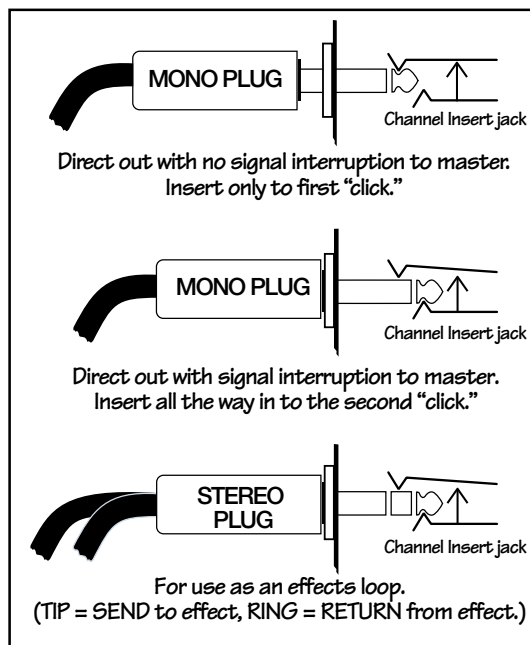 MONO PLUG
Channel Insert jack
Direct out with no signal interruption to master.
Insert only to first “click.”
MONO PLUG
Channel Insert jack
Direct out with signal interruption to master.
Insert all the way in to the second “click.”
STEREO
PLUG
Channel Insert jack
For use as an effects loop.
(TIP = SEND to effect, RING = RETURN from effect.)